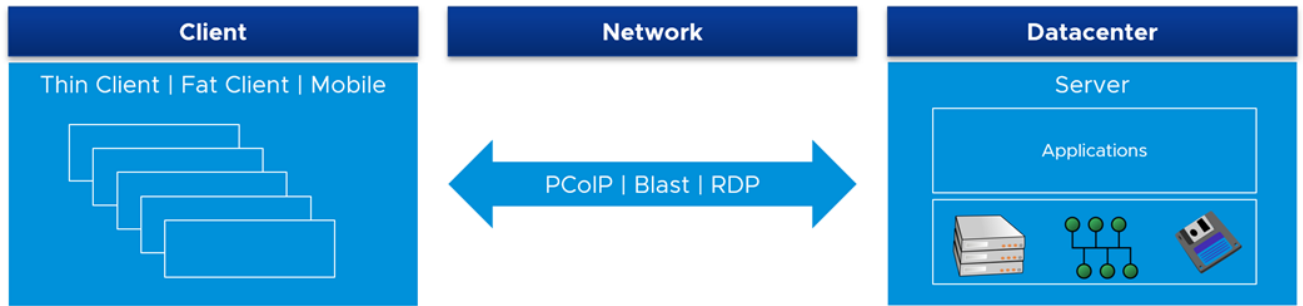 Client
Network
Datacenter
Thin Client | Fat Client | Mobile
Server
Applications
PCoIP | Blast | RDP